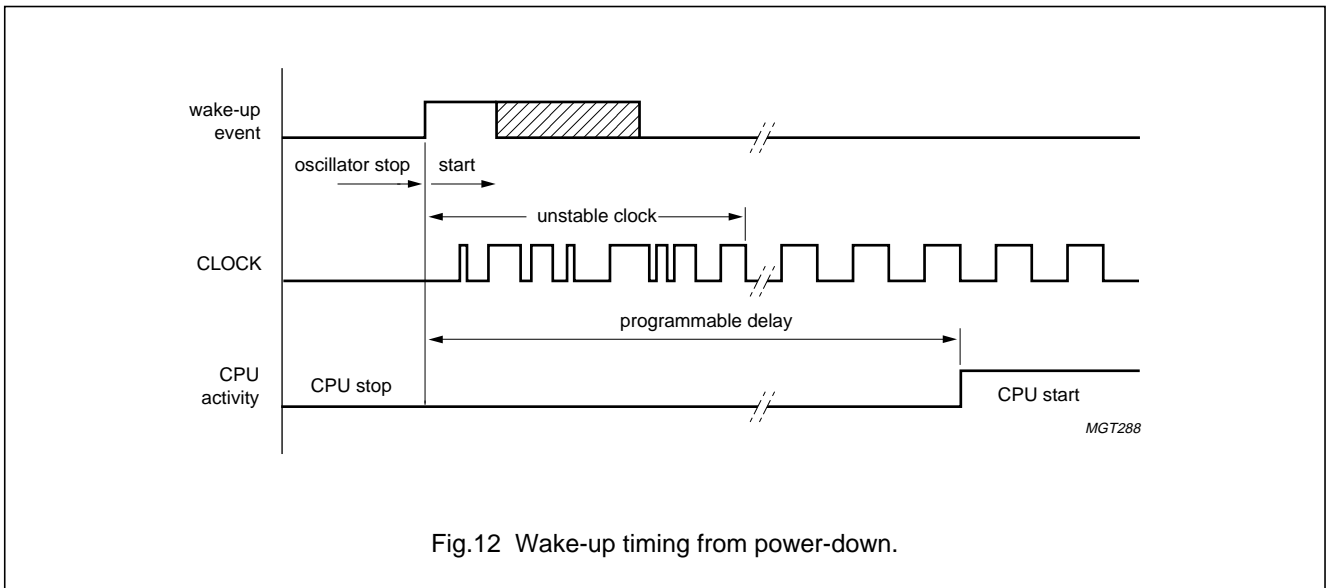 wake-up
event
oscillator stop
start
unstable clock
CLOCK
programmable delay
CPU
activity
CPU stop
CPU start
MGT288
Fig.12 Wake-up timing from power-down.